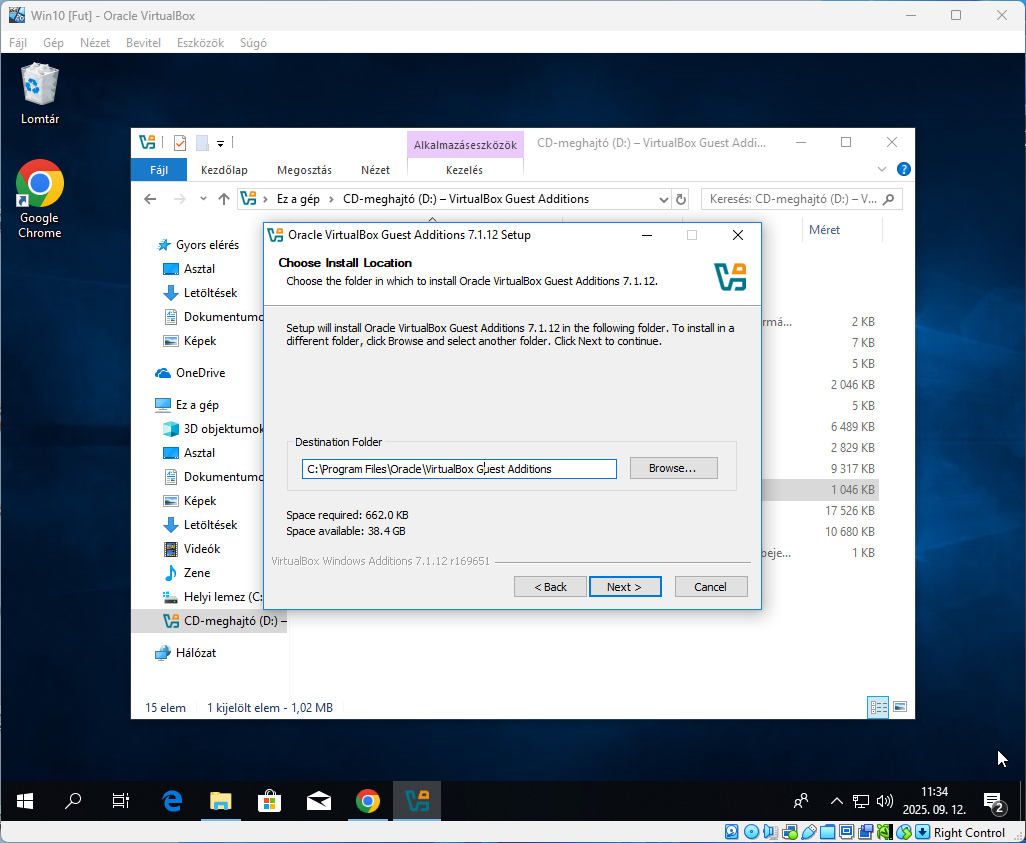 Win10 [Fut] - Oracle VirtualBox
Fájl Gép Nézet Bevitel Eszközök Súgó
Lomtár
Google
Chrome
Alkalmazáseszközök
CD-meghajtó (D:) – VirtualBox Guest Addi...
Fájl Kezdőlap Megosztás Nézet Kezelés
Ez a gép CD-meghajtó (D:) – VirtualBox Guest Additions
Keresés: CD-meghajtó (D:) – V...
Méret
Gyors elérés
Asztal
Letöltések
Dokumentumo
Képek
OneDrive
Ez a gép
3D objektumok
Asztal
Dokumentumo
Képek
Letöltések
Videók
Zene
Helyi lemez (C:
CD-meghajtó (D:) –
Hálózat
Oracle VirtualBox Guest Additions 7.1.12 Setup
Choose Install Location
Choose the folder in which to install Oracle VirtualBox Guest Additions 7.1.12.
Setup will install Oracle VirtualBox Guest Additions 7.1.12 in the following folder. To install in a
different folder, click Browse and select another folder. Click Next to continue.
Destination Folder
C:\Program Files\Oracle\VirtualBox Guest Additions
Browse...
Space required: 662.0 KB
Space available: 38.4 GB
VirtualBox Windows Additions 7.1.12 r169651
< Back Next > Cancel
rmá... 2 KB
7 KB
5 KB
2 046 KB
5 KB
6 489 KB
2 829 KB
9 317 KB
1 046 KB
17 526 KB
10 680 KB
beje... 1 KB
15 elem 1 kijelölt elem - 1,02 MB
11:34
2025. 09. 12.
2
Right Control